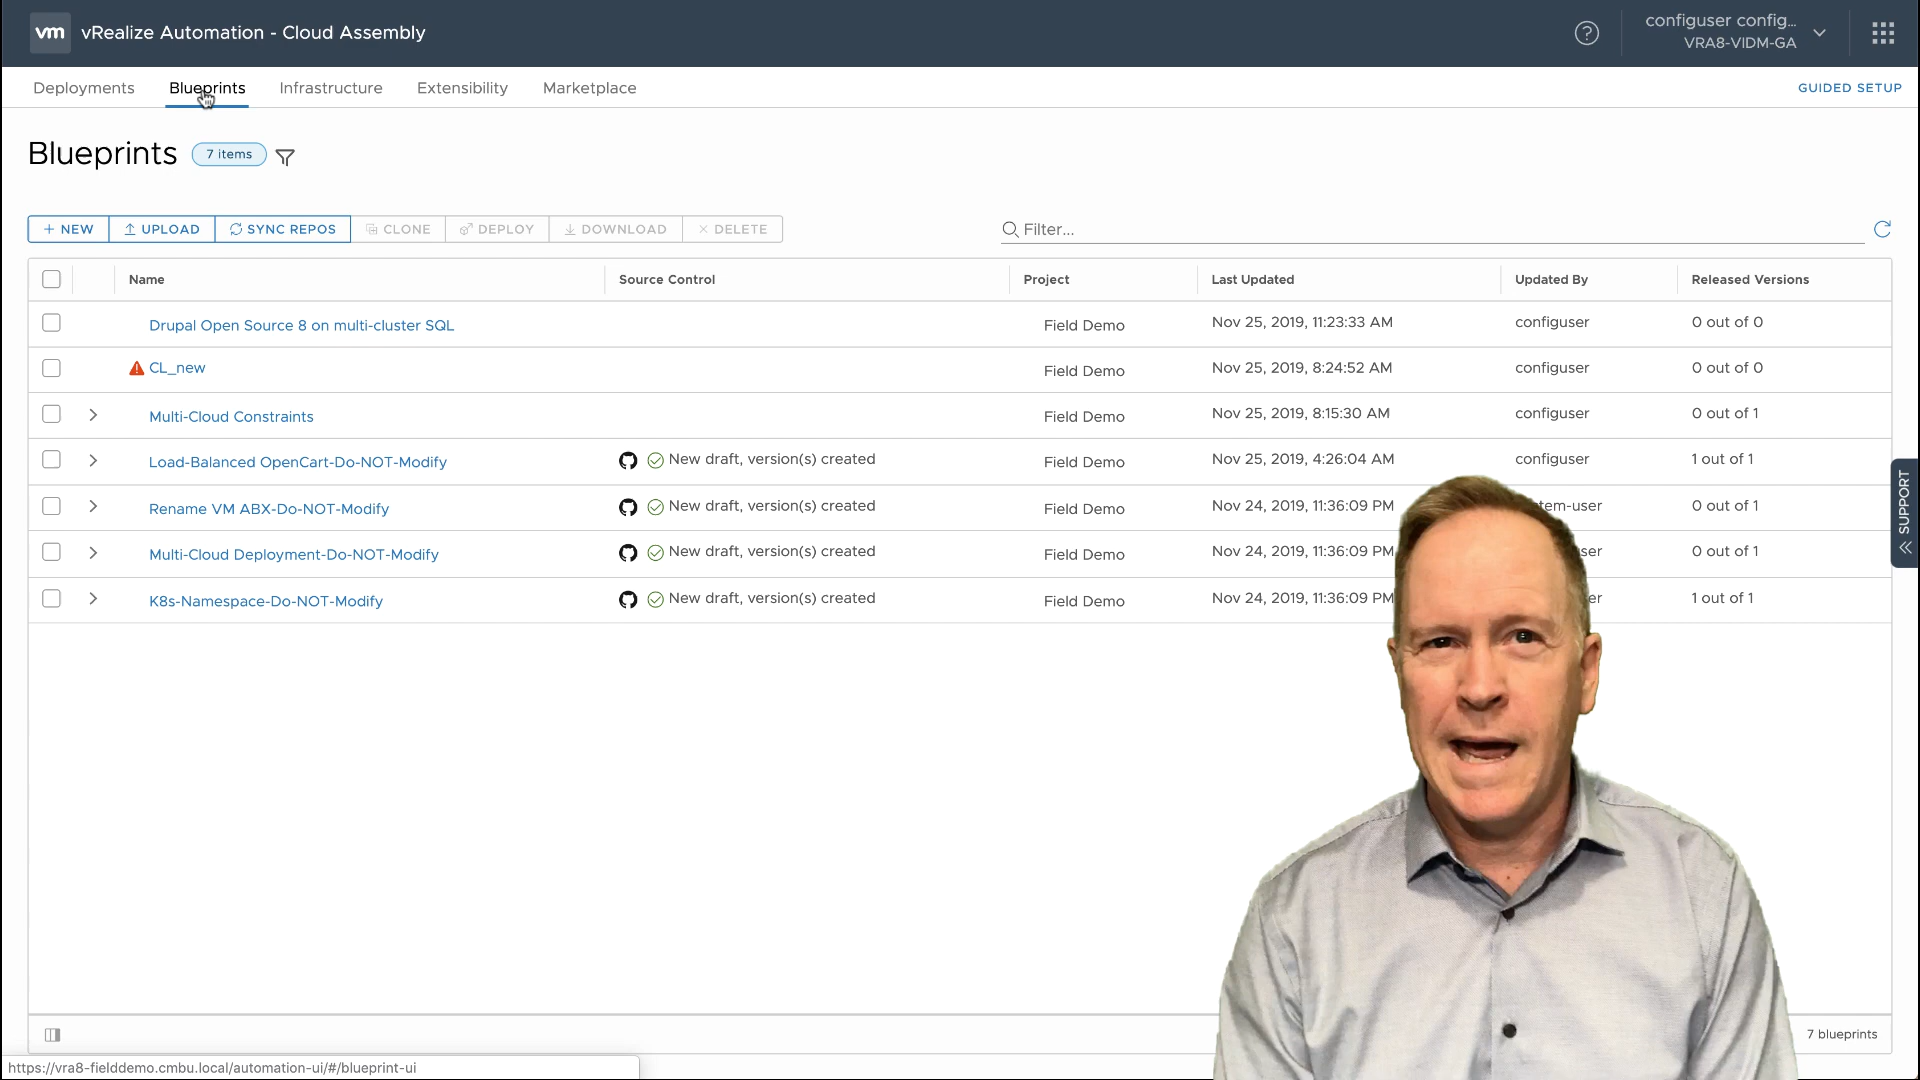 vm vRealize Automation - Cloud Assembly
configuser config...
VRA8-VIDM-GA
Deployments Blueprints Infrastructure Extensibility Marketplace GUIDED SETUP
Blueprints 7 items
+ NEW UPLOAD SYNC REPOS CLONE DEPLOY DOWNLOAD × DELETE Filter...
Name Source Control Project Last Updated Updated By Released Versions
Drupal Open Source 8 on multi-cluster SQL Field Demo Nov 25, 2019, 11:23:33 AM configuser 0 out of 0
CL_new Field Demo Nov 25, 2019, 8:24:52 AM configuser 0 out of 0
Multi-Cloud Constraints Field Demo Nov 25, 2019, 8:15:30 AM configuser 0 out of 1
Load-Balanced OpenCart-Do-NOT-Modify New draft, version(s) created Field Demo Nov 25, 2019, 4:26:04 AM configuser 1 out of 1
Rename VM ABX-Do-NOT-Modify New draft, version(s) created Field Demo Nov 24, 2019, 11:36:09 PM tem-user 0 out of 1
Multi-Cloud Deployment-Do-NOT-Modify New draft, version(s) created Field Demo Nov 24, 2019, 11:36:09 PM ser 0 out of 1
K8s-Namespace-Do-NOT-Modify New draft, version(s) created Field Demo Nov 24, 2019, 11:36:09 PM er 1 out of 1
SUPPORT
7 blueprints
https://vra8-fielddemo.cmbu.local/automation-ui/#/blueprint-ui